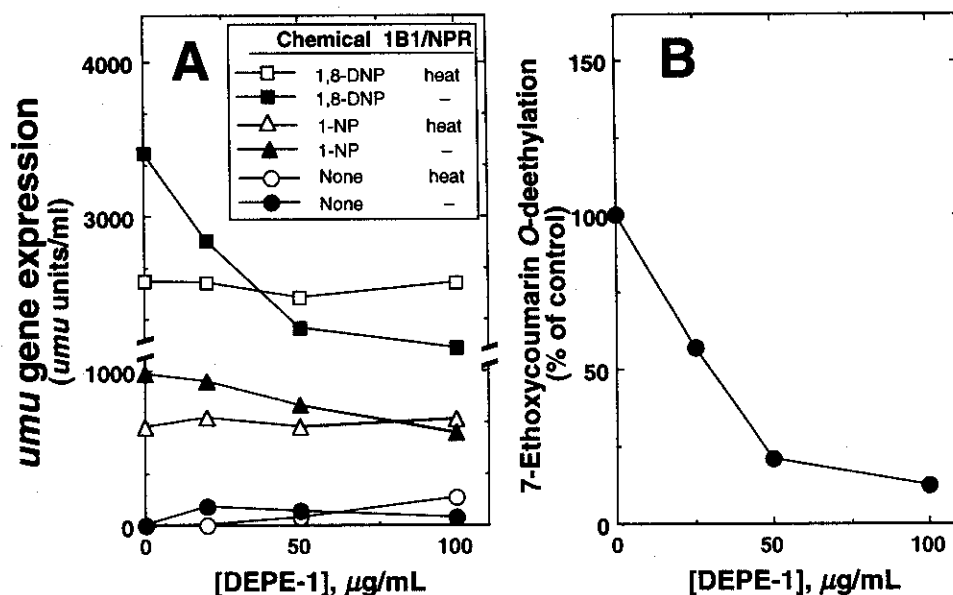 A
Chemical 1B1/NPR
1,8-DNP heat
1,8-DNP –
1-NP heat
1-NP –
None heat
None –
4000
3000
1000
0
umu gene expression
(umu units/ml)
0 50 100
[DEPE-1], μg/mL
B
150
100
50
0
7-Ethoxycoumarin O-deethylation
(% of control)
0 50 100
[DEPE-1], μg/mL